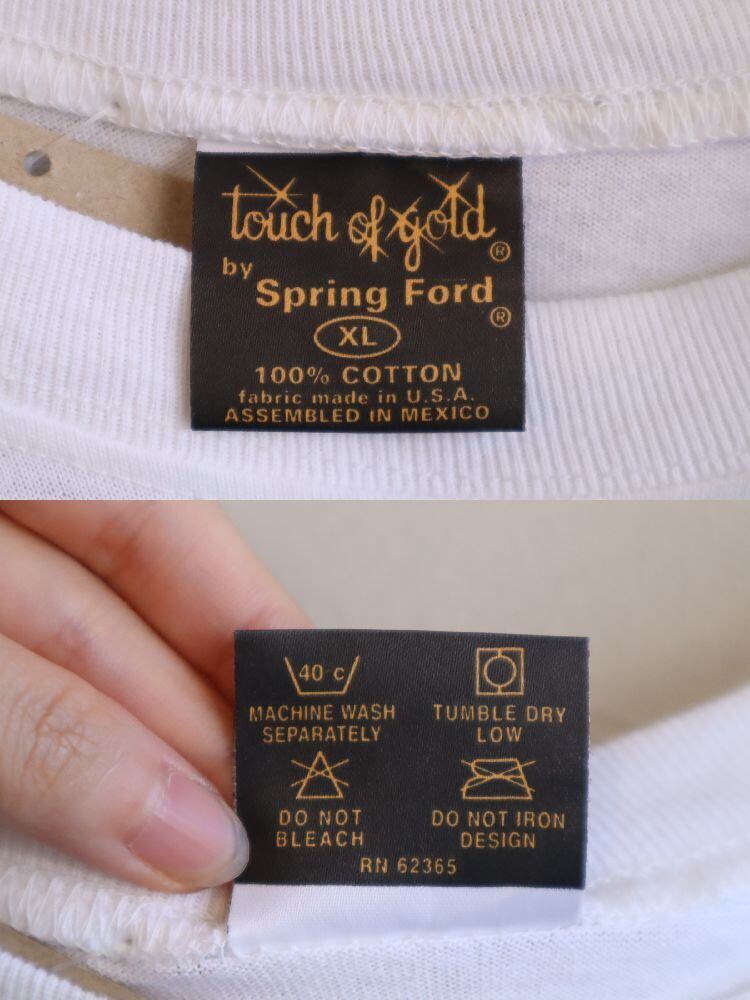 touch of gold ®
by
Spring Ford ®
XL
100% COTTON
fabric made in U.S.A.
ASSEMBLED IN MEXICO
40 c
MACHINE WASH
SEPARATELY
TUMBLE DRY
LOW
DO NOT
BLEACH
DO NOT IRON
DESIGN
RN 62365